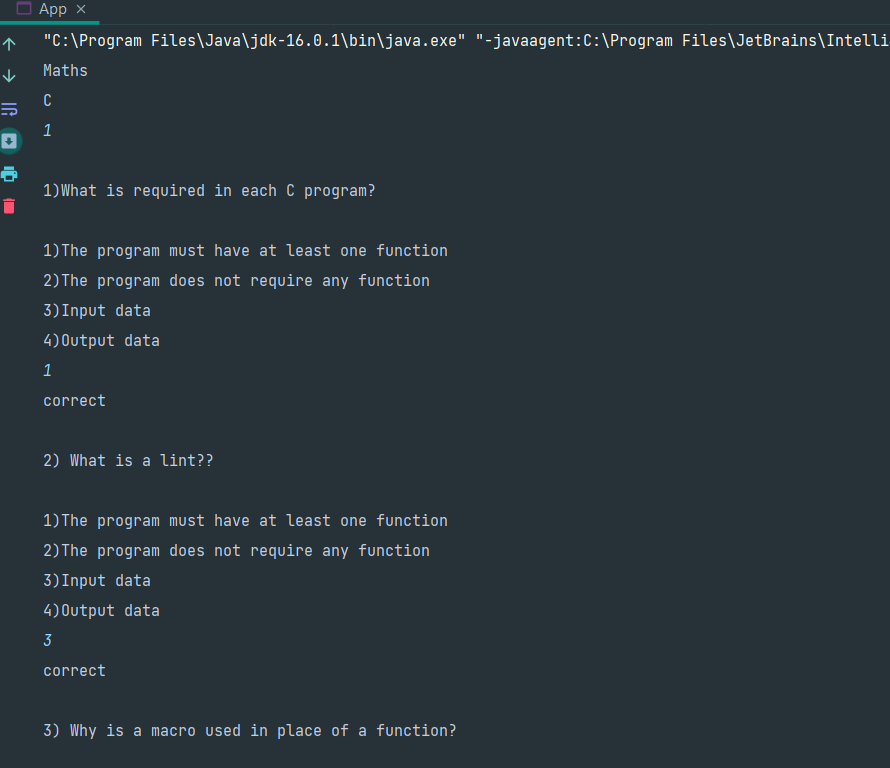 App
"C:\Program Files\Java\jdk-16.0.1\bin\java.exe" "-javaagent:C:\Program Files\JetBrains\Intelli
Maths
C
1
1)What is required in each C program?
1)The program must have at least one function
2)The program does not require any function
3)Input data
4)Output data
1
correct
2) What is a lint??
1)The program must have at least one function
2)The program does not require any function
3)Input data
4)Output data
3
correct
3) Why is a macro used in place of a function?